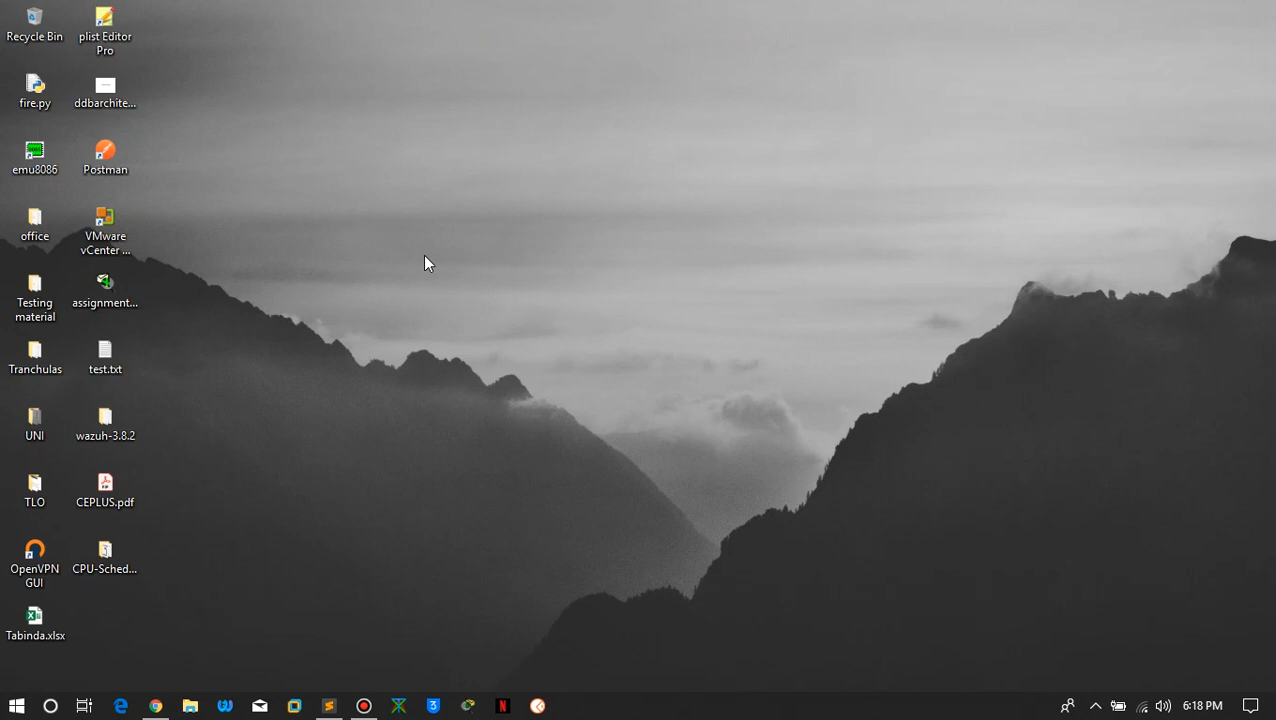 Recycle Bin
plist Editor
Pro
fire.py
ddbarchite...
emu8086
Postman
office
VMware
vCenter ...
Testing
material
assignment...
Tranchulas
test.txt
UNI
wazuh-3.8.2
TLO
CEPLUS.pdf
OpenVPN
GUI
CPU-Sched...
Tabinda.xlsx
6:18 PM